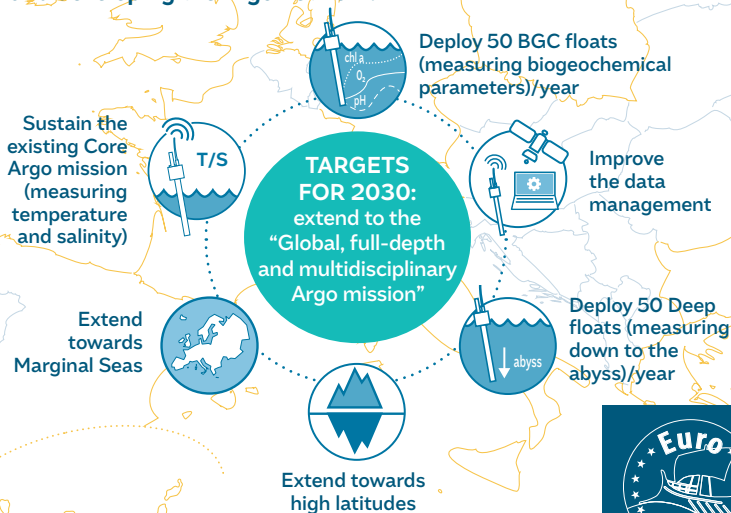 Deploy 50 BGC floats
(measuring biogeochemical
parameters)/year
chl a
O₂
pH
Sustain the
existing Core
Argo mission
(measuring
temperature
and salinity)
T/S
TARGETS
FOR 2030:
extend to the
“Global, full-depth
and multidisciplinary
Argo mission”
Improve
the data
management
Extend
towards
Marginal Seas
Deploy 50 Deep
floats (measuring
down to the
abyss)/year
abyss
Extend towards
high latitudes
Euro